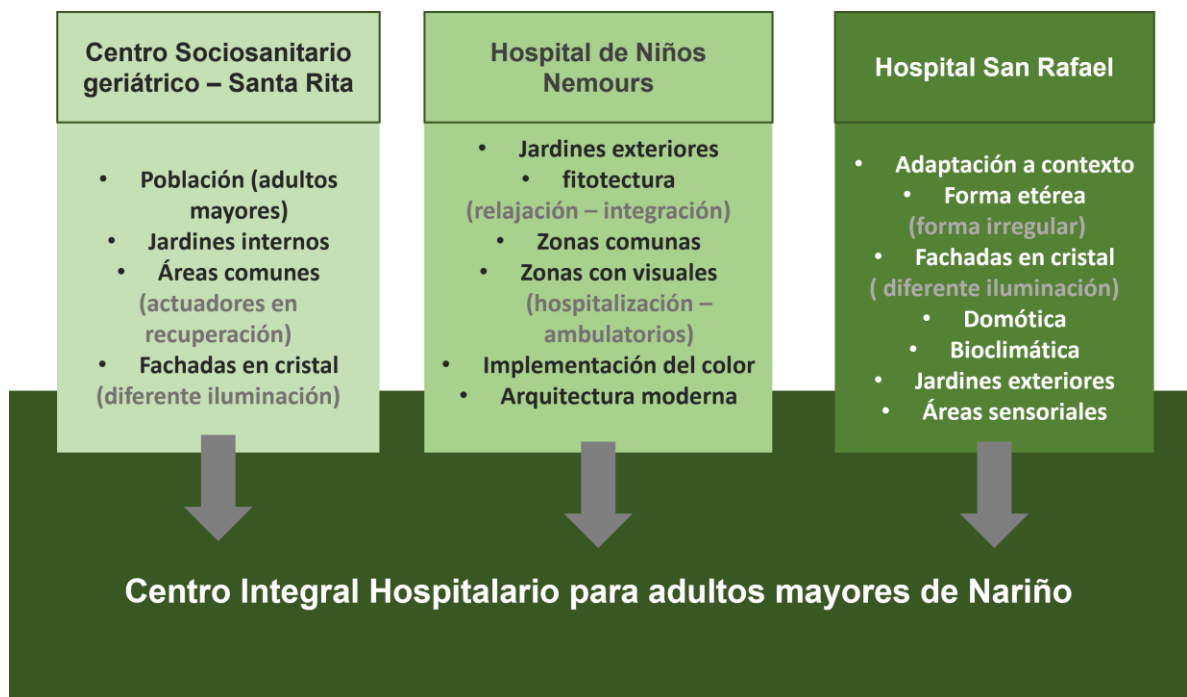 Centro Sociosanitario
geriátrico – Santa Rita
• Población (adultos
mayores)
• Jardines internos
• Áreas comunes
(actuadores en
recuperación)
• Fachadas en cristal
(diferente iluminación)
Hospital de Niños
Nemours
• Jardines exteriores
• fitotectura
(relajación – integración)
• Zonas comunas
• Zonas con visuales
(hospitalización –
ambulatorios)
• Implementación del color
• Arquitectura moderna
Hospital San Rafael
• Adaptación a contexto
• Forma etérea
(forma irregular)
• Fachadas en cristal
( diferente iluminación)
• Domótica
• Bioclimática
• Jardines exteriores
• Áreas sensoriales
Centro Integral Hospitalario para adultos mayores de Nariño